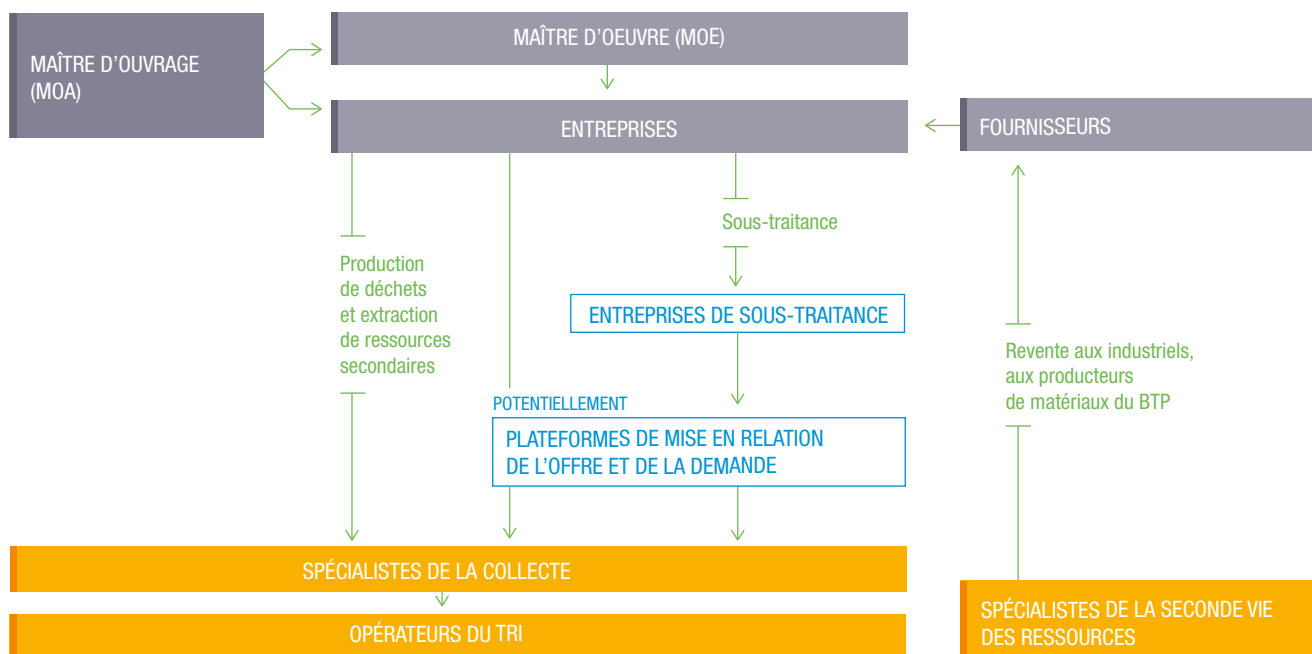 MAÎTRE D'OUVRAGE
(MOA)
MAÎTRE D'OEUVRE (MOE)
ENTREPRISES
FOURNISSEURS
Sous-traitance
Production
de déchets
et extraction
de ressources
secondaires
ENTREPRISES DE SOUS-TRAITANCE
Revente aux industriels,
aux producteurs
de matériaux du BTP
POTENTIELLEMENT
PLATEFORMES DE MISE EN RELATION
DE L'OFFRE ET DE LA DEMANDE
SPÉCIALISTES DE LA COLLECTE
OPÉRATEURS DU TRI
SPÉCIALISTES DE LA SECONDE VIE
DES RESSOURCES